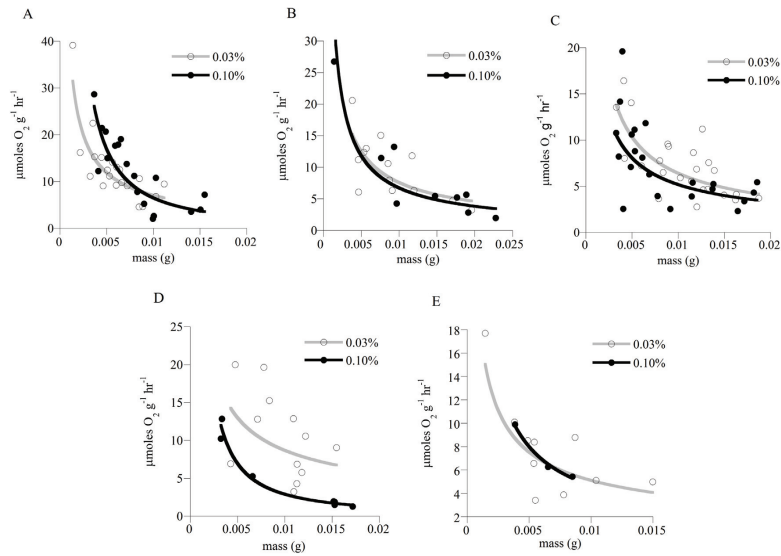 A
0.03%
0.10%
μmoles O2 g-1 hr-1
40
30
20
10
0
0 0.005 0.01 0.015 0.02
mass (g)
B
0.03%
0.10%
μmoles O2 g-1 hr-1
30
25
20
15
10
5
0
0 0.005 0.01 0.015 0.02 0.025
mass (g)
C
0.03%
0.10%
μmoles O2 g-1 hr-1
20
15
10
5
0
0 0.005 0.01 0.015 0.02
mass (g)
D
0.03%
0.10%
μmoles O2 g-1 hr-1
25
20
15
10
5
0
0 0.005 0.01 0.015 0.02
mass (g)
E
0.03%
0.10%
μmoles O2 g-1 hr-1
18
16
14
12
10
8
6
4
2
0 0.005 0.01 0.015
mass (g)